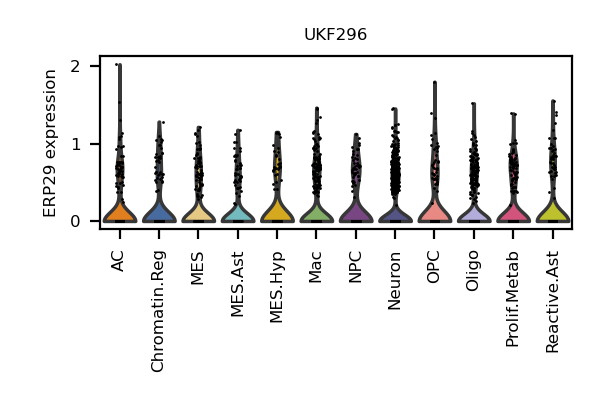 UKF296
ERP29 expression
2
1
0
AC
Chromatin.Reg
MES
MES.Ast
MES.Hyp
Mac
NPC
Neuron
OPC
Oligo
Prolif.Metab
Reactive.Ast